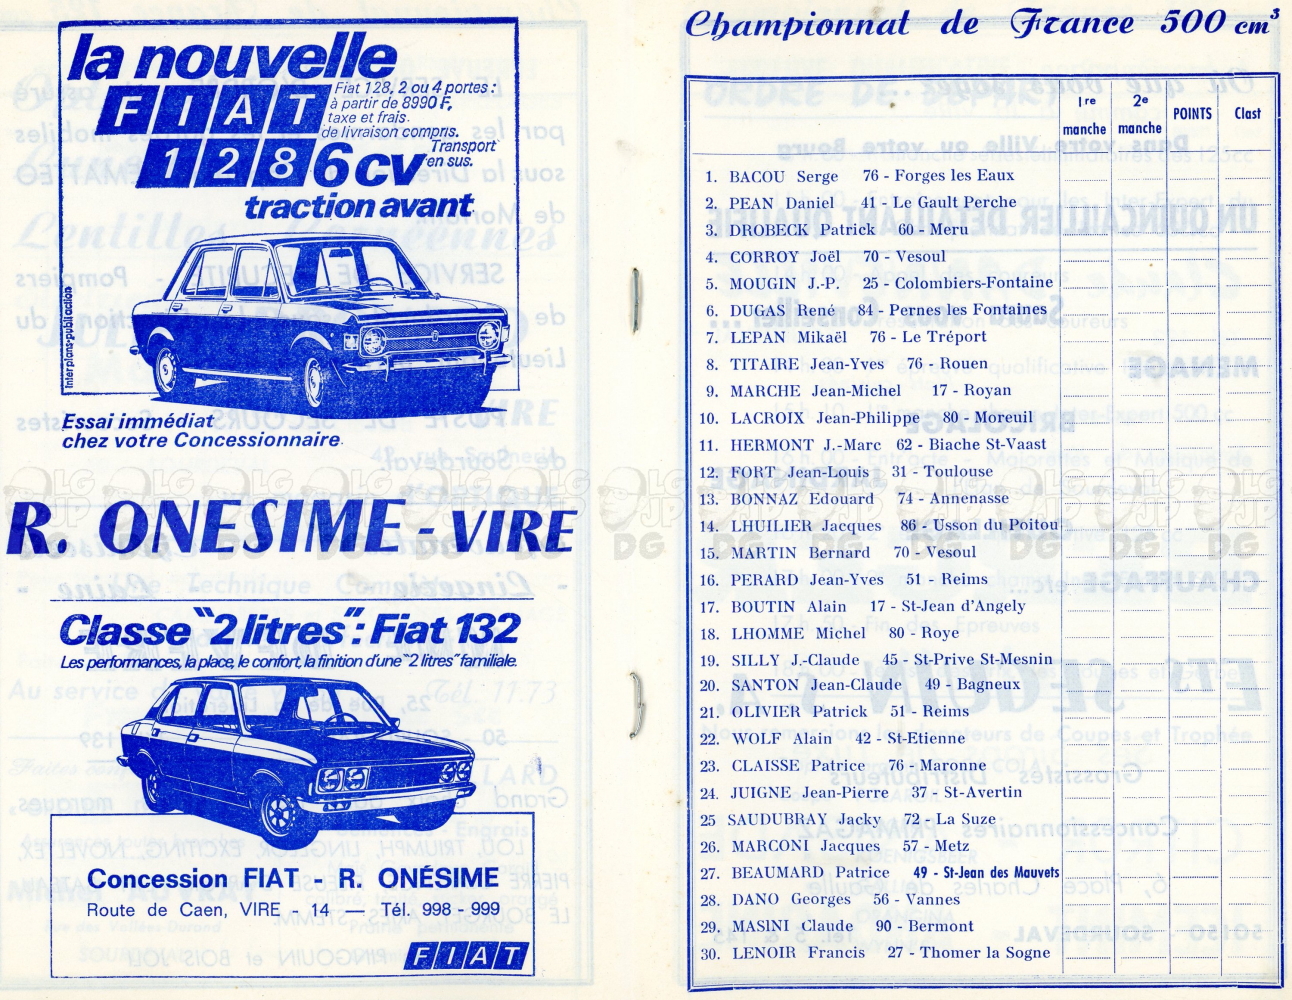 la nouvelle
FIAT
128 6cv
Fiat 128, 2 ou 4 portes :
à partir de 8990 F,
taxe et frais
de livraison compris.
Transport
en sus.
traction avant
Interplans-publicaction
Essai immédiat
chez votre Concessionnaire.
R. ONESIME - VIRE
Classe "2 litres": Fiat 132
Les performances, la place, le confort, la finition d'une "2 litres" familiale.
Concession FIAT - R. ONÉSIME
Route de Caen, VIRE - 14 — Tél. 998 - 999
FIAT
Championnat de France 500 cm³
1re manche 2e manche POINTS Clast
1. BACOU Serge 76 - Forges les Eaux
2. PEAN Daniel 41 - Le Gault Perche
3. DROBECK Patrick 60 - Meru
4. CORROY Joël 70 - Vesoul
5. MOUGIN J.-P. 25 - Colombiers-Fontaine
6. DUGAS René 84 - Pernes les Fontaines
7. LEPAN Mikaël 76 - Le Tréport
8. TITAIRE Jean-Yves 76 - Rouen
9. MARCHE Jean-Michel 17 - Royan
10. LACROIX Jean-Philippe 80 - Moreuil
11. HERMONT J.-Marc 62 - Biache St-Vaast
12. FORT Jean-Louis 31 - Toulouse
13. BONNAZ Edouard 74 - Annenasse
14. LHUILIER Jacques 86 - Usson du Poitou
15. MARTIN Bernard 70 - Vesoul
16. PERARD Jean-Yves 51 - Reims
17. BOUTIN Alain 17 - St-Jean d'Angely
18. LHOMME Michel 80 - Roye
19. SILLY J.-Claude 45 - St-Prive St-Mesnin
20. SANTON Jean-Claude 49 - Bagneux
21. OLIVIER Patrick 51 - Reims
22. WOLF Alain 42 - St-Etienne
23. CLAISSE Patrice 76 - Maronne
24. JUIGNE Jean-Pierre 37 - St-Avertin
25 SAUDUBRAY Jacky 72 - La Suze
26. MARCONI Jacques 57 - Metz
27. BEAUMARD Patrice 49 - St-Jean des Mauvets
28. DANO Georges 56 - Vannes
29. MASINI Claude 90 - Bermont
30. LENOIR Francis 27 - Thomer la Sogne